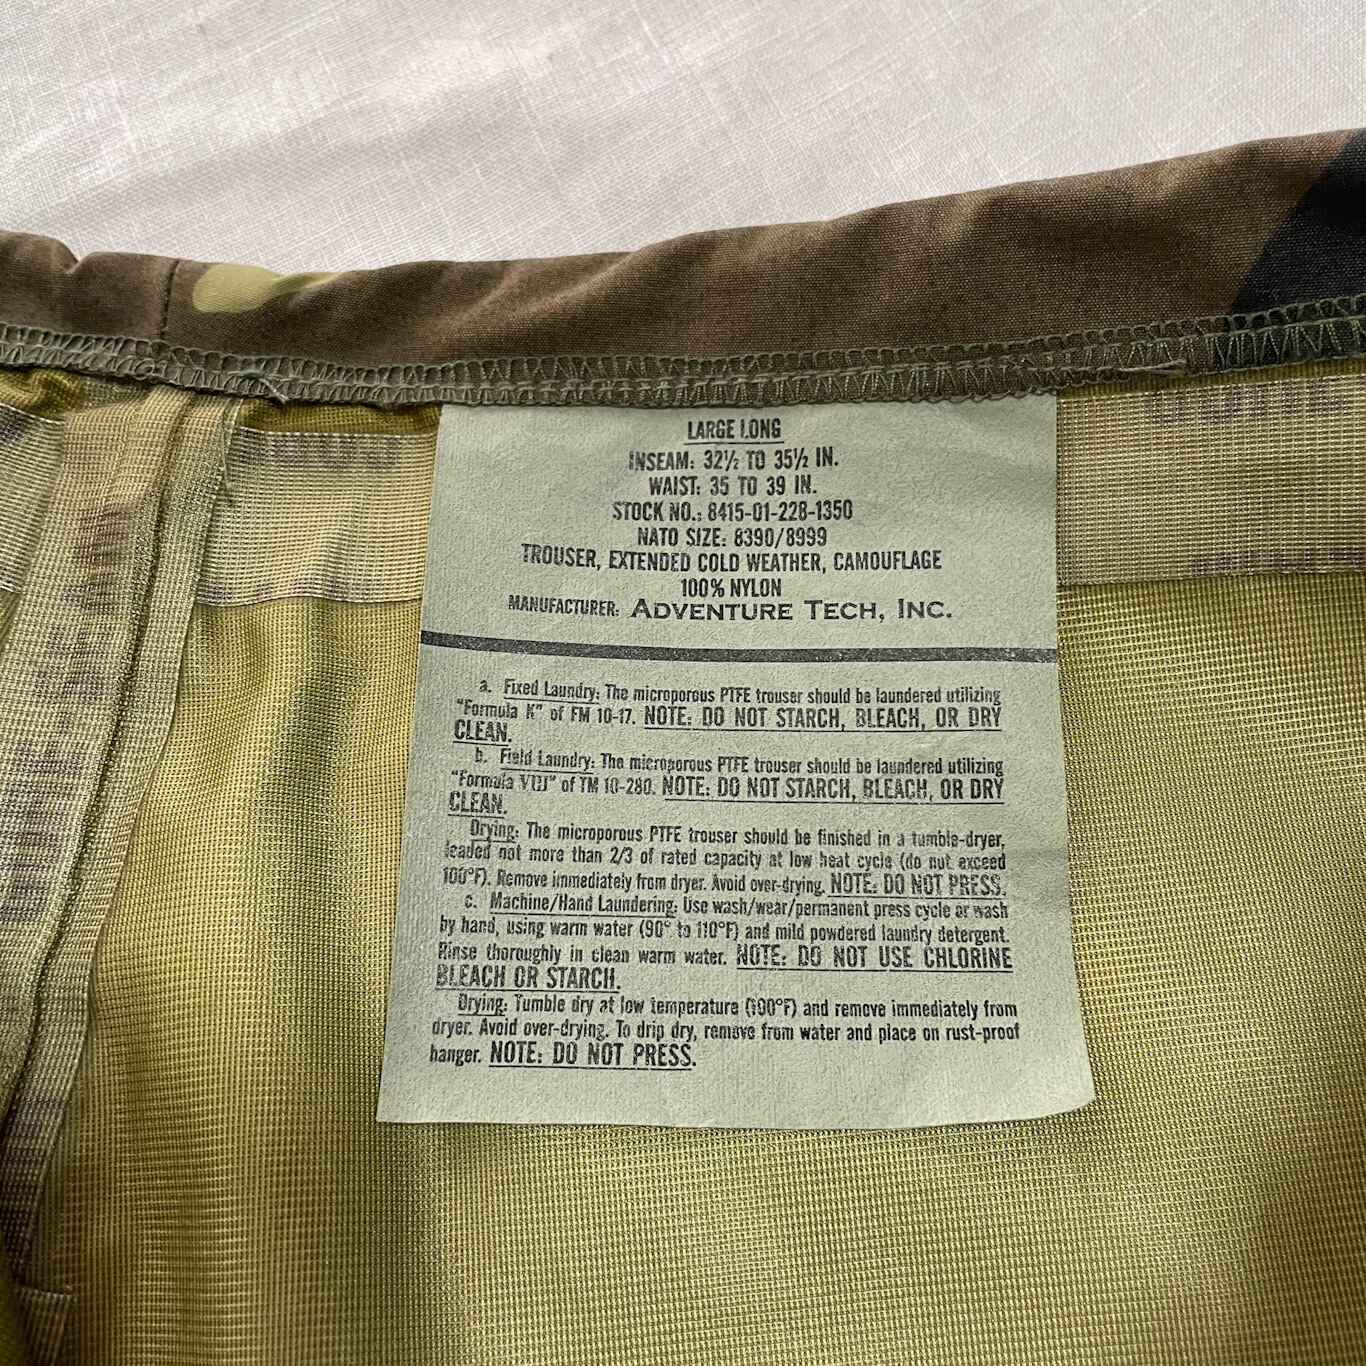 LARGE LONG
INSEAM: 32½ TO 35½ IN.
WAIST: 35 TO 39 IN.
STOCK NO.: 8415-01-228-1350
NATO SIZE: 8390/8999
TROUSER, EXTENDED COLD WEATHER, CAMOUFLAGE
100% NYLON
MANUFACTURER: ADVENTURE TECH, INC.
a. Fixed Laundry: The microporous PTFE trouser should be laundered utilizing
"Formula K" of FM 10-17. NOTE: DO NOT STARCH, BLEACH, OR DRY
CLEAN.
b. Field Laundry: The microporous PTFE trouser should be laundered utilizing
"Formula VIII" of TM 10-280. NOTE: DO NOT STARCH, BLEACH, OR DRY
CLEAN.
Drying: The microporous PTFE trouser should be finished in a tumble-dryer,
loaded not more than 2/3 of rated capacity at low heat cycle (do not exceed
100°F). Remove immediately from dryer. Avoid over-drying. NOTE: DO NOT PRESS.
c. Machine/Hand Laundering: Use wash/wear/permanent press cycle or wash
by hand, using warm water (90° to 110°F) and mild powdered laundry detergent.
Rinse thoroughly in clean warm water. NOTE: DO NOT USE CHLORINE
BLEACH OR STARCH.
Drying: Tumble dry at low temperature (100°F) and remove immediately from
dryer. Avoid over-drying. To drip dry, remove from water and place on rust-proof
hanger. NOTE: DO NOT PRESS.